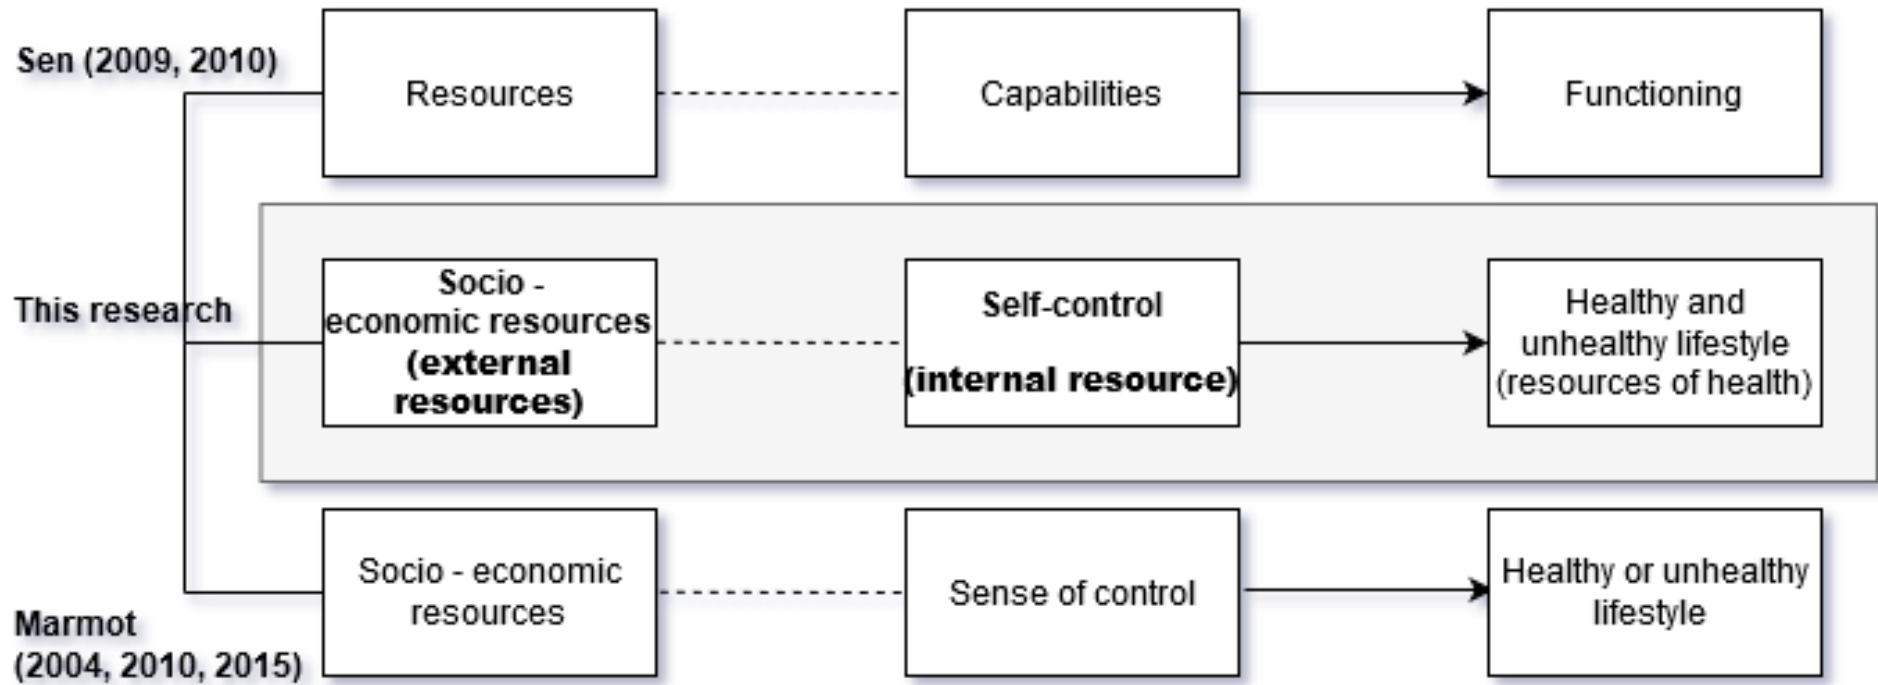 Sen (2009, 2010)
Resources
Capabilities
Functioning
This research
Socio -
economic resources
(external
resources)
Self-control
(internal resource)
Healthy and
unhealthy lifestyle
(resources of health)
Marmot
(2004, 2010, 2015)
Socio - economic
resources
Sense of control
Healthy or unhealthy
lifestyle